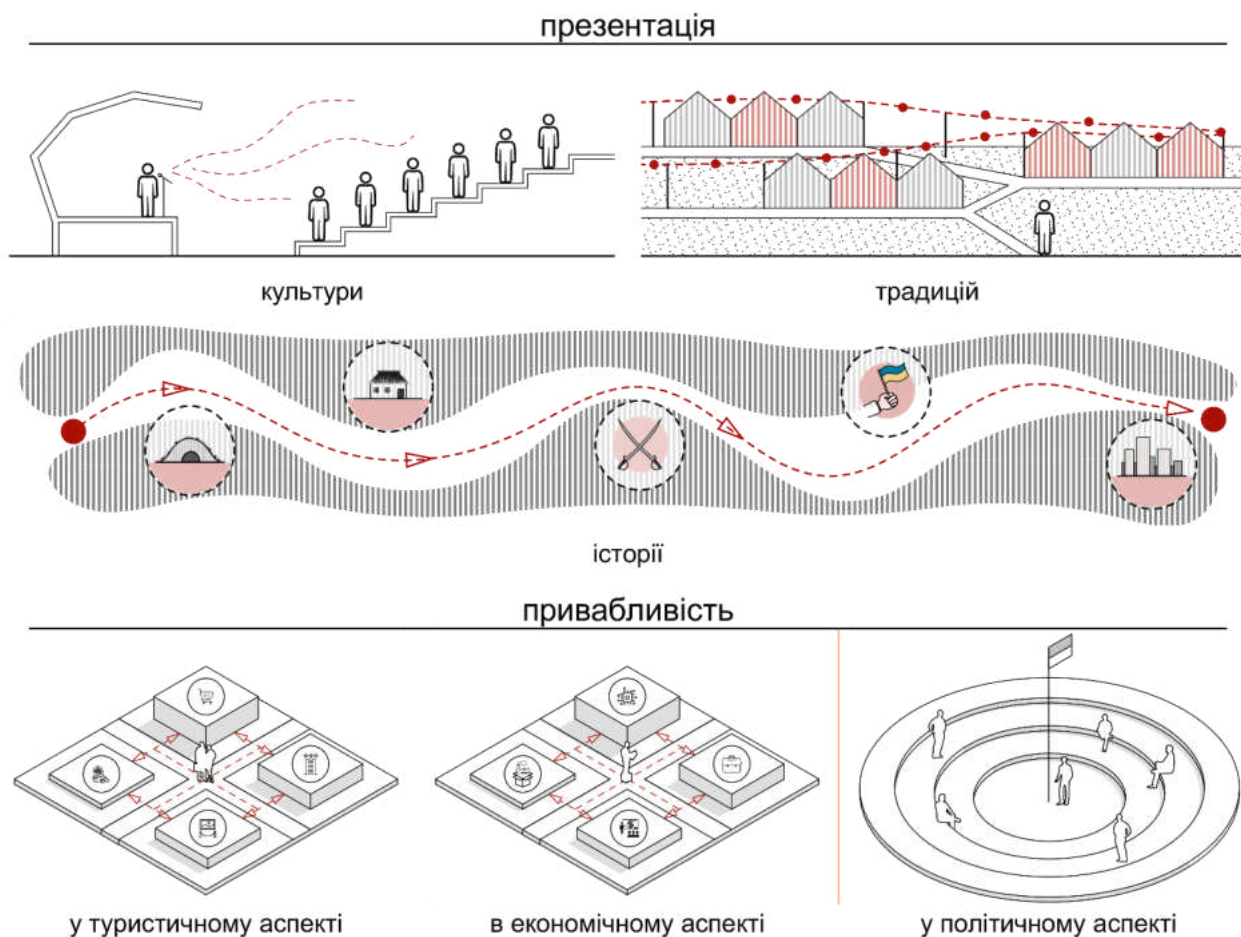 презентація
культури
традицій
історії
привабливість
у туристичному аспекті
в економічному аспекті
у політичному аспекті